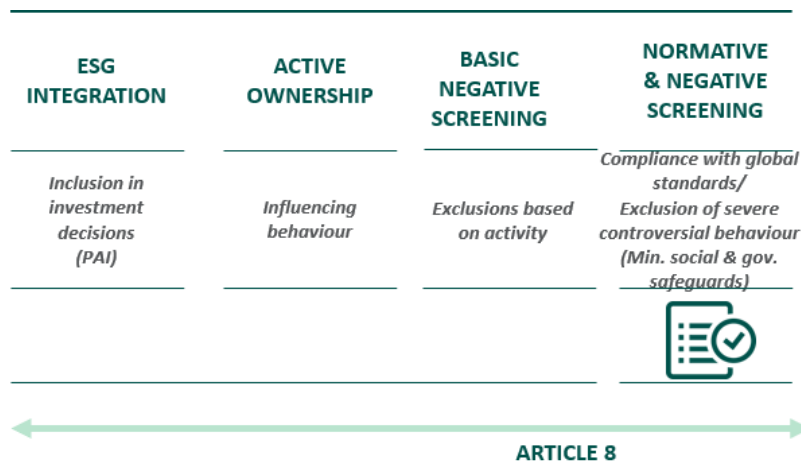 ESG
INTEGRATION
ACTIVE
OWNERSHIP
BASIC
NEGATIVE
SCREENING
NORMATIVE
& NEGATIVE
SCREENING
Inclusion in
investment
decisions
(PAI)
Influencing
behaviour
Exclusions based
on activity
Compliance with global
standards/
Exclusion of severe
controversial behaviour
(Min. social & gov.
safeguards)
ARTICLE 8